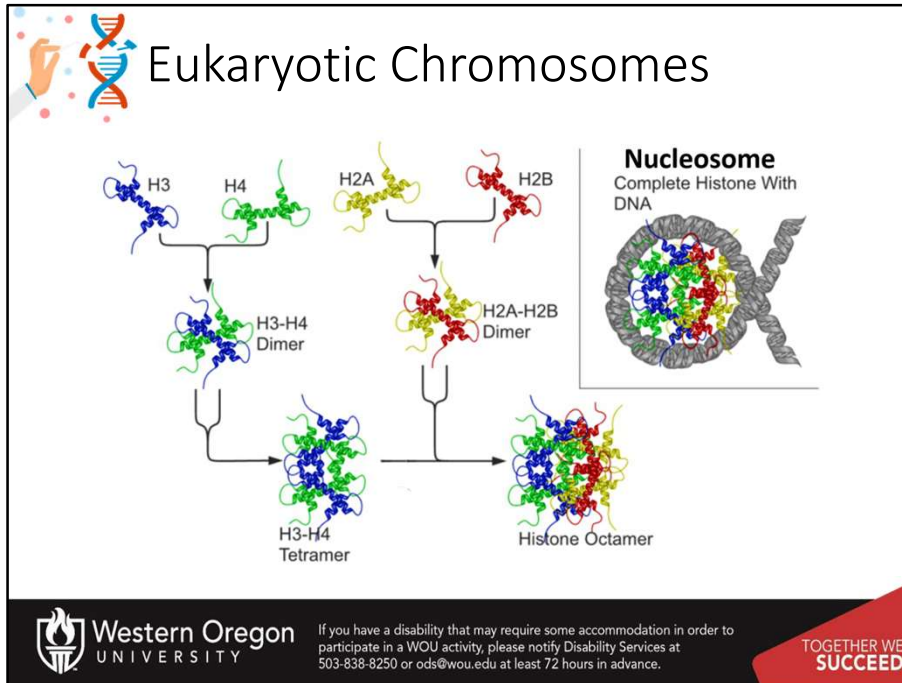 Eukaryotic Chromosomes
H3
H4
H2A
H2B
H3-H4
Dimer
H2A-H2B
Dimer
H3-H4
Tetramer
Histone Octamer
Nucleosome
Complete Histone With
DNA
Western Oregon
UNIVERSITY
If you have a disability that may require some accommodation in order to
participate in a WOU activity, please notify Disability Services at
503-838-8250 or ods@wou.edu at least 72 hours in advance.
TOGETHER WE
SUCCEED